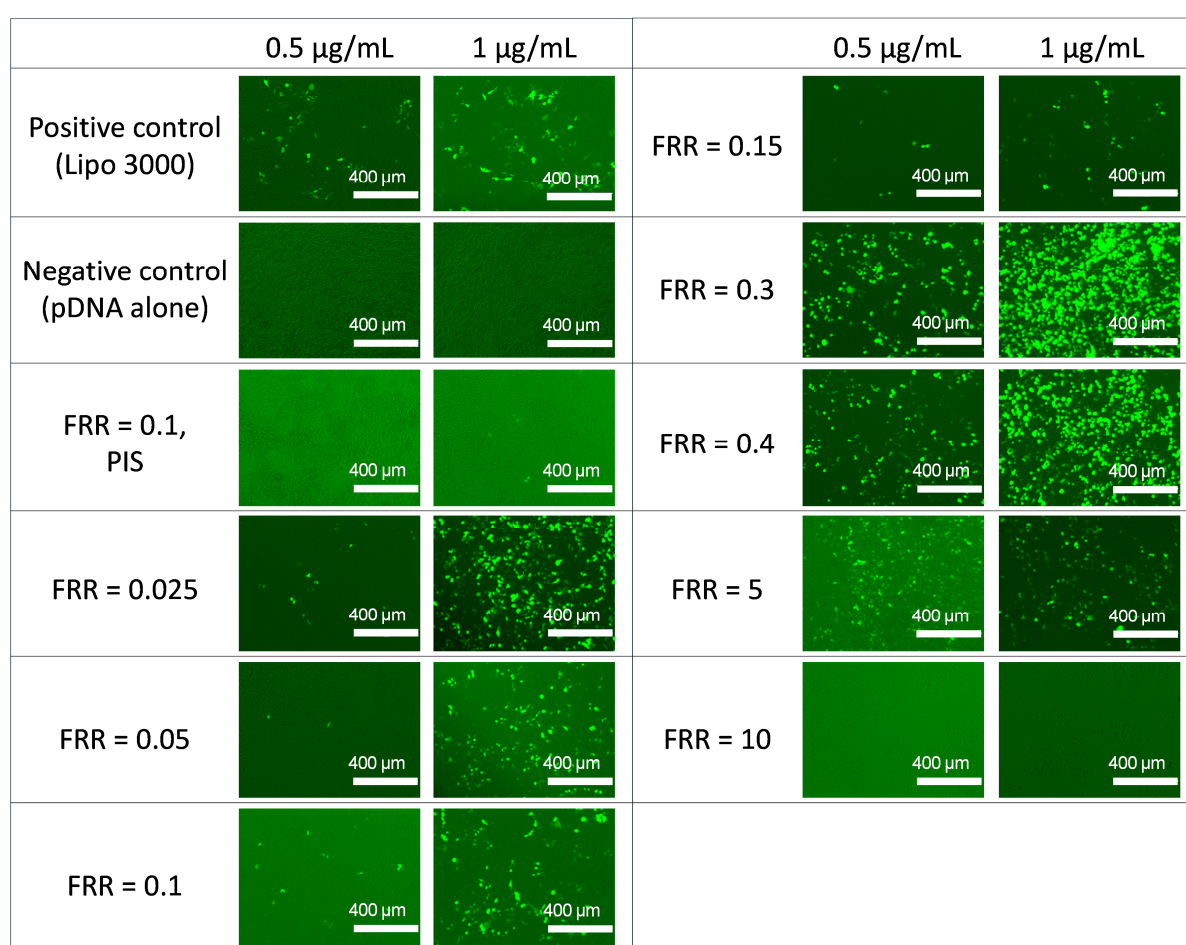 0.5 µg/mL 1 µg/mL
Positive control
(Lipo 3000)
400 µm 400 µm
Negative control
(pDNA alone)
400 µm 400 µm
FRR = 0.1,
PIS
400 µm 400 µm
FRR = 0.025
400 µm 400 µm
FRR = 0.05
400 µm 400 µm
FRR = 0.1
400 µm 400 µm
0.5 µg/mL 1 µg/mL
FRR = 0.15
400 µm 400 µm
FRR = 0.3
400 µm 400 µm
FRR = 0.4
400 µm 400 µm
FRR = 5
400 µm 400 µm
FRR = 10
400 µm 400 µm